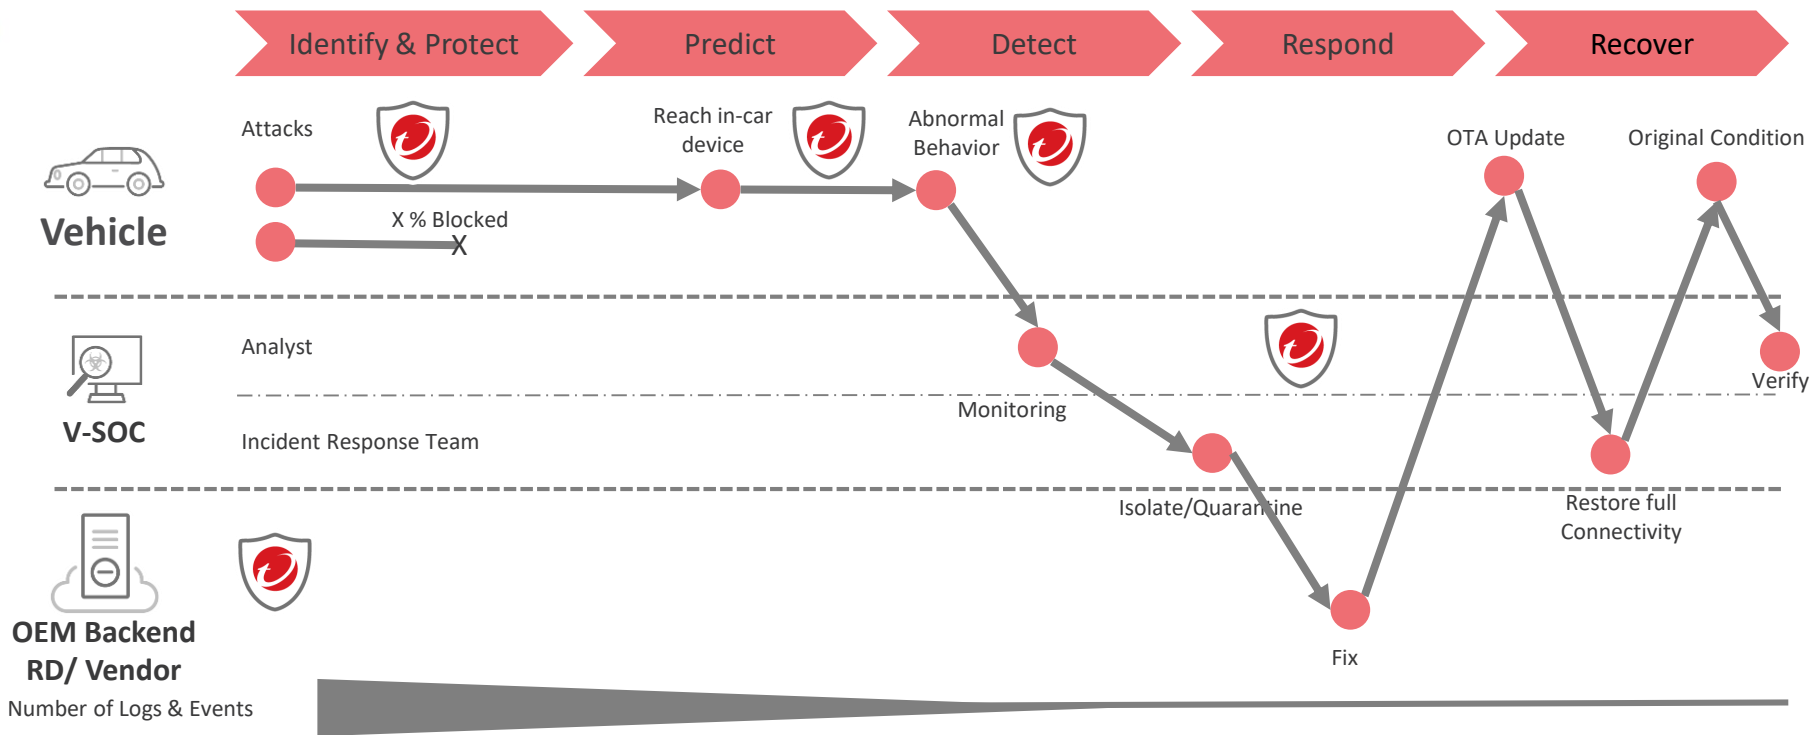 Identify & Protect
Predict
Detect
Respond
Recover
Attacks
Reach in-car
device
Abnormal
Behavior
OTA Update
Original Condition
X % Blocked
X
Vehicle
Analyst
Verify
Monitoring
V-SOC
Incident Response Team
Isolate/Quarantine
Restore full
Connectivity
OEM Backend
RD/ Vendor
Fix
Number of Logs & Events